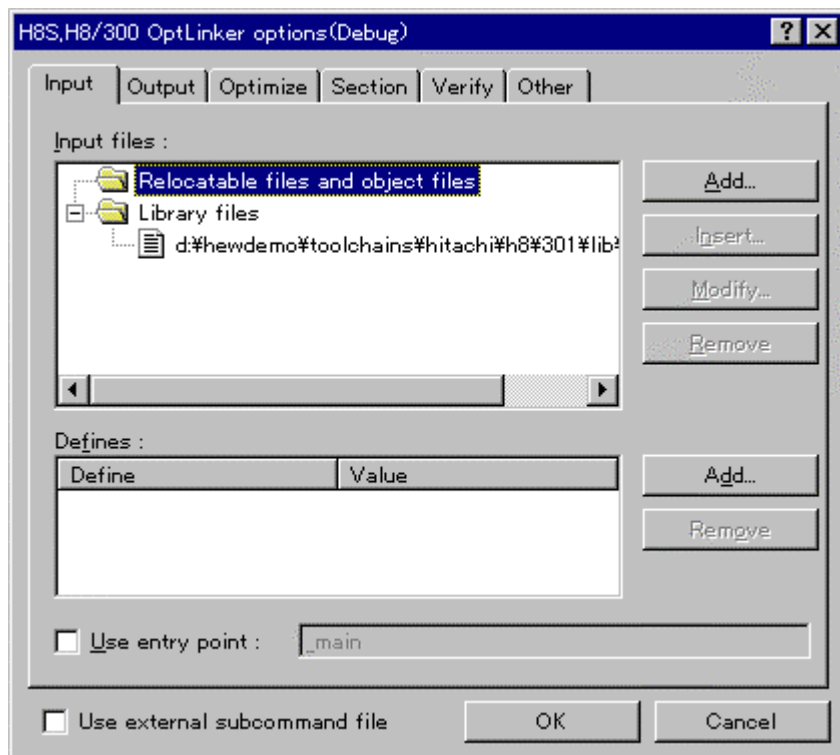 H8S,H8/300 OptLinker options(Debug)
Input Output Optimize Section Verify Other
Input files :
Relocatable files and object files
Add...
Library files
d:¥hewdemo¥toolchains¥hitachi¥h8¥301¥lib¥
Insert...
Modify...
Remove
Defines :
Define Value
Add...
Remove
Use entry point : _main
Use external subcommand file
OK
Cancel